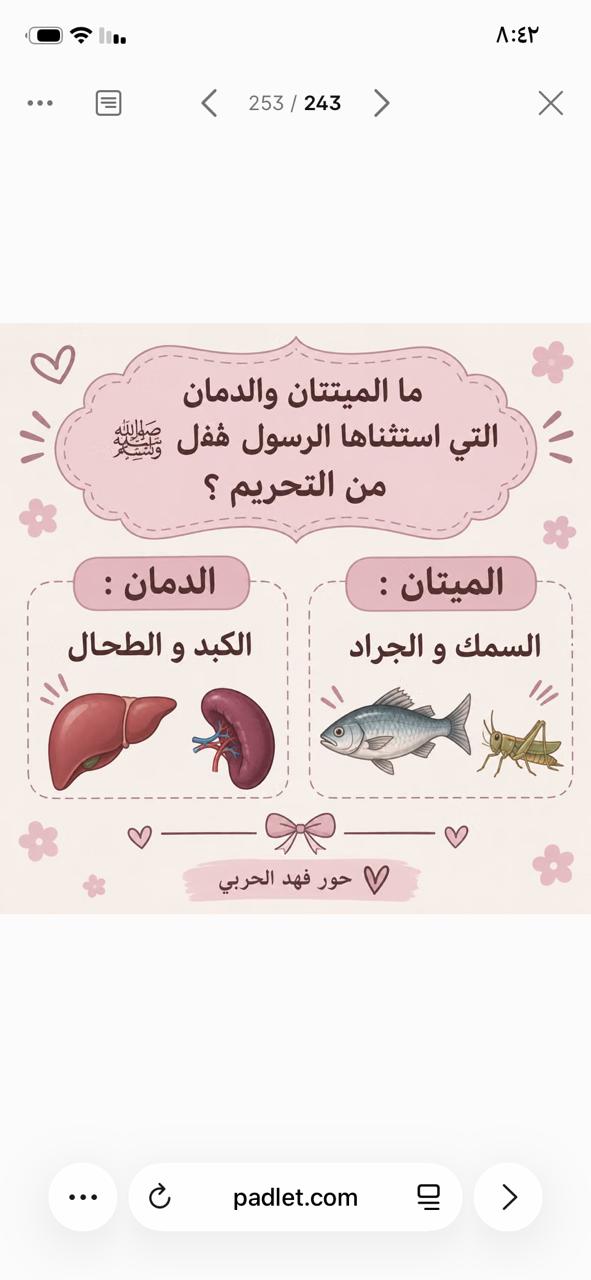 ٨:٤٢
253 / 243
ما الميتتان والدمان
التي استثناها الرسول هُفل ﷺ
من التحريم ؟
الميتان :
السمك و الجراد
الدمان :
الكبد و الطحال
حور فهد الحربي
padlet.com